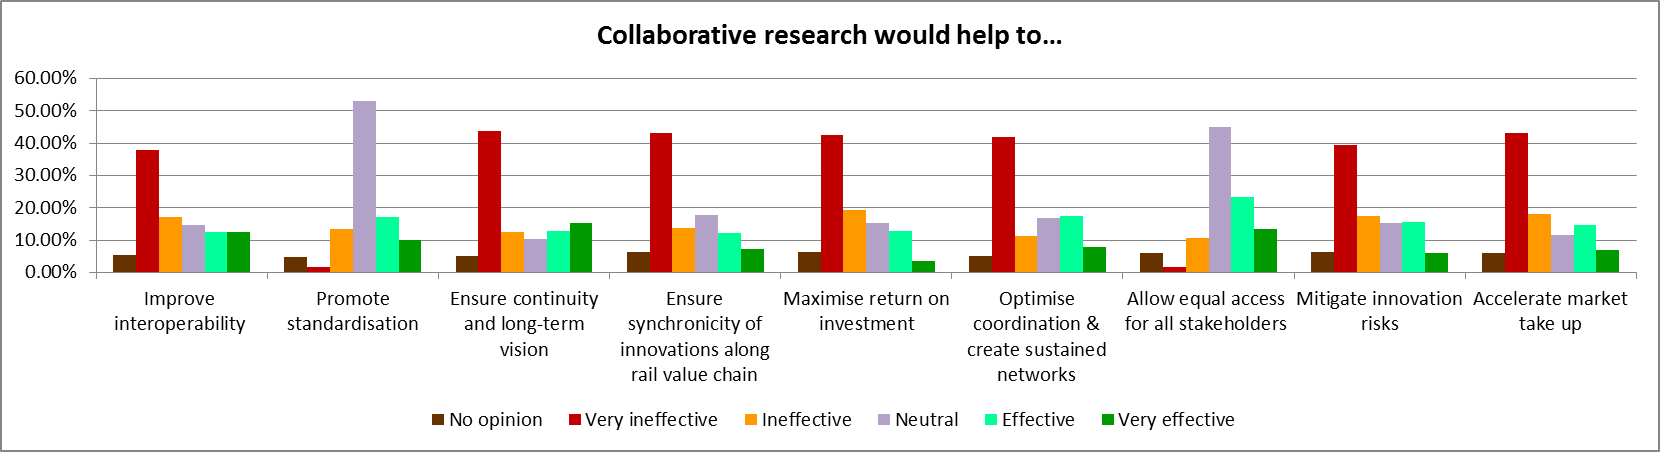 Collaborative research would help to...
60.00%
50.00%
40.00%
30.00%
20.00%
10.00%
0.00%
Improve
interoperability
Promote
standardisation
Ensure continuity
and long-term
vision
Ensure
synchronicity of
innovations along
rail value chain
Maximise return on
investment
Optimise
coordination &
create sustained
networks
Allow equal access
for all stakeholders
Mitigate innovation
risks
Accelerate market
take up
No opinion
Very ineffective
Ineffective
Neutral
Effective
Very effective